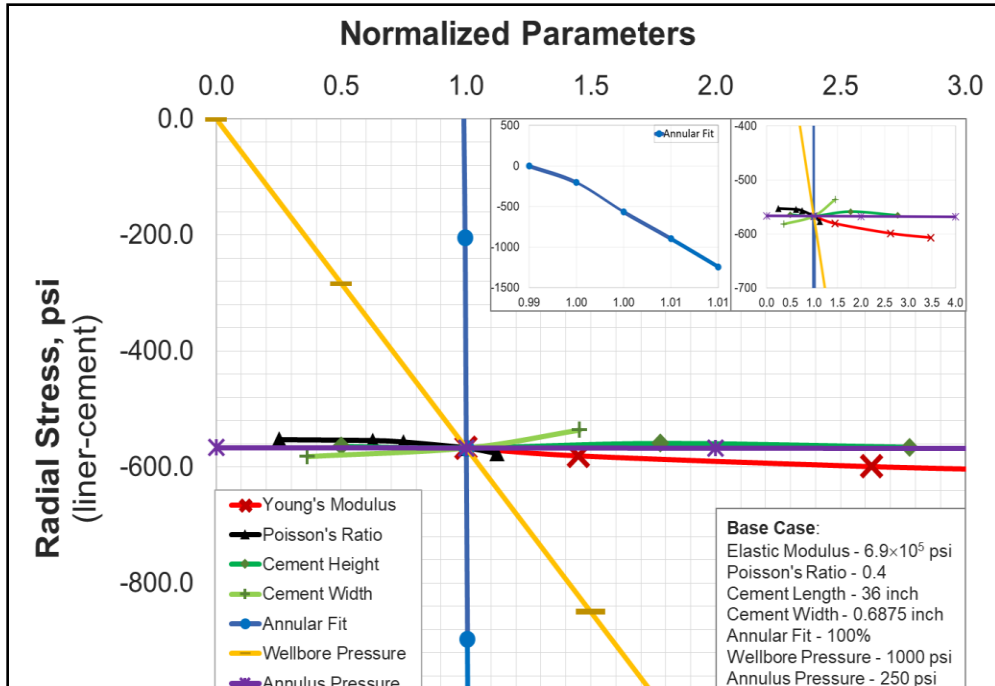 Normalized Parameters
0.0 0.5 1.0 1.5 2.0 2.5 3.0
Radial Stress, psi
(liner-cement)
0.0
-200.0
-400.0
-600.0
-800.0
500
0
-500
-1000
-1500
0.99 1.00 1.00 1.01 1.01
Annular Fit
-400
-500
-600
-700
0.0 0.5 1.0 1.5 2.0 2.5 3.0 3.5 4.0
Young's Modulus
Poisson's Ratio
Cement Height
Cement Width
Annular Fit
Wellbore Pressure
Annulus Pressure
Base Case:
Elastic Modulus - 6.9×10⁵ psi
Poisson's Ratio - 0.4
Cement Length - 36 inch
Cement Width - 0.6875 inch
Annular Fit - 100%
Wellbore Pressure - 1000 psi
Annulus Pressure - 250 psi